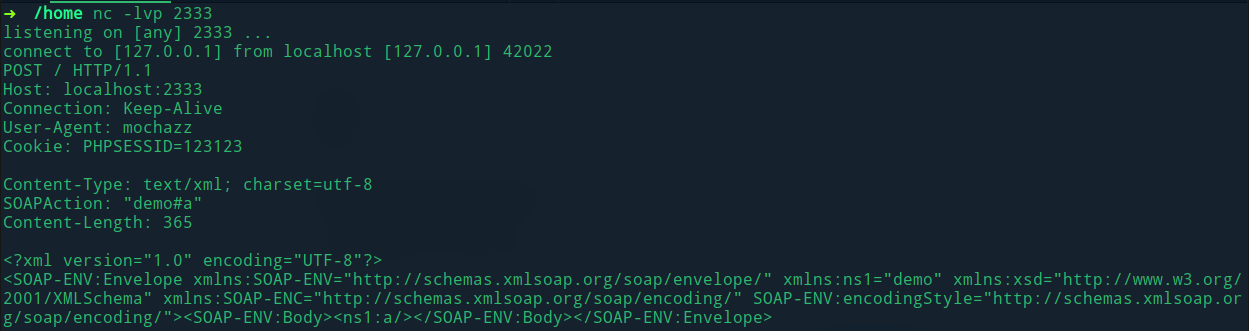 ➜  /home nc -lvp 2333
listening on [any] 2333 ...
connect to [127.0.0.1] from localhost [127.0.0.1] 42022
POST / HTTP/1.1
Host: localhost:2333
Connection: Keep-Alive
User-Agent: mochazz
Cookie: PHPSESSID=123123

Content-Type: text/xml; charset=utf-8
SOAPAction: "demo#a"
Content-Length: 365

<?xml version="1.0" encoding="UTF-8"?>
<SOAP-ENV:Envelope xmlns:SOAP-ENV="http://schemas.xmlsoap.org/soap/envelope/" xmlns:ns1="demo" xmlns:xsd="http://www.w3.org/
2001/XMLSchema" xmlns:SOAP-ENC="http://schemas.xmlsoap.org/soap/encoding/" SOAP-ENV:encodingStyle="http://schemas.xmlsoap.or
g/soap/encoding/"><SOAP-ENV:Body><ns1:a/></SOAP-ENV:Body></SOAP-ENV:Envelope>